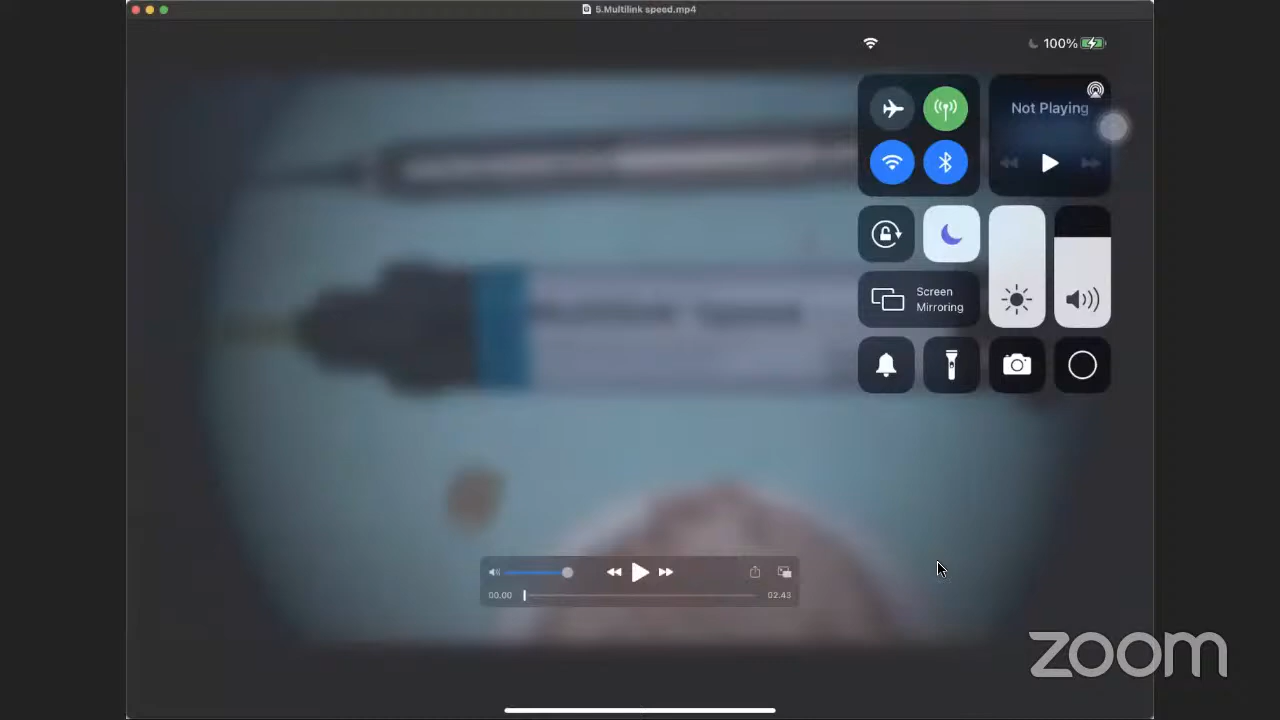 5.Multilink speed.mp4
100%
Not Playing
Screen
Mirroring
00.00
02:43
zoom